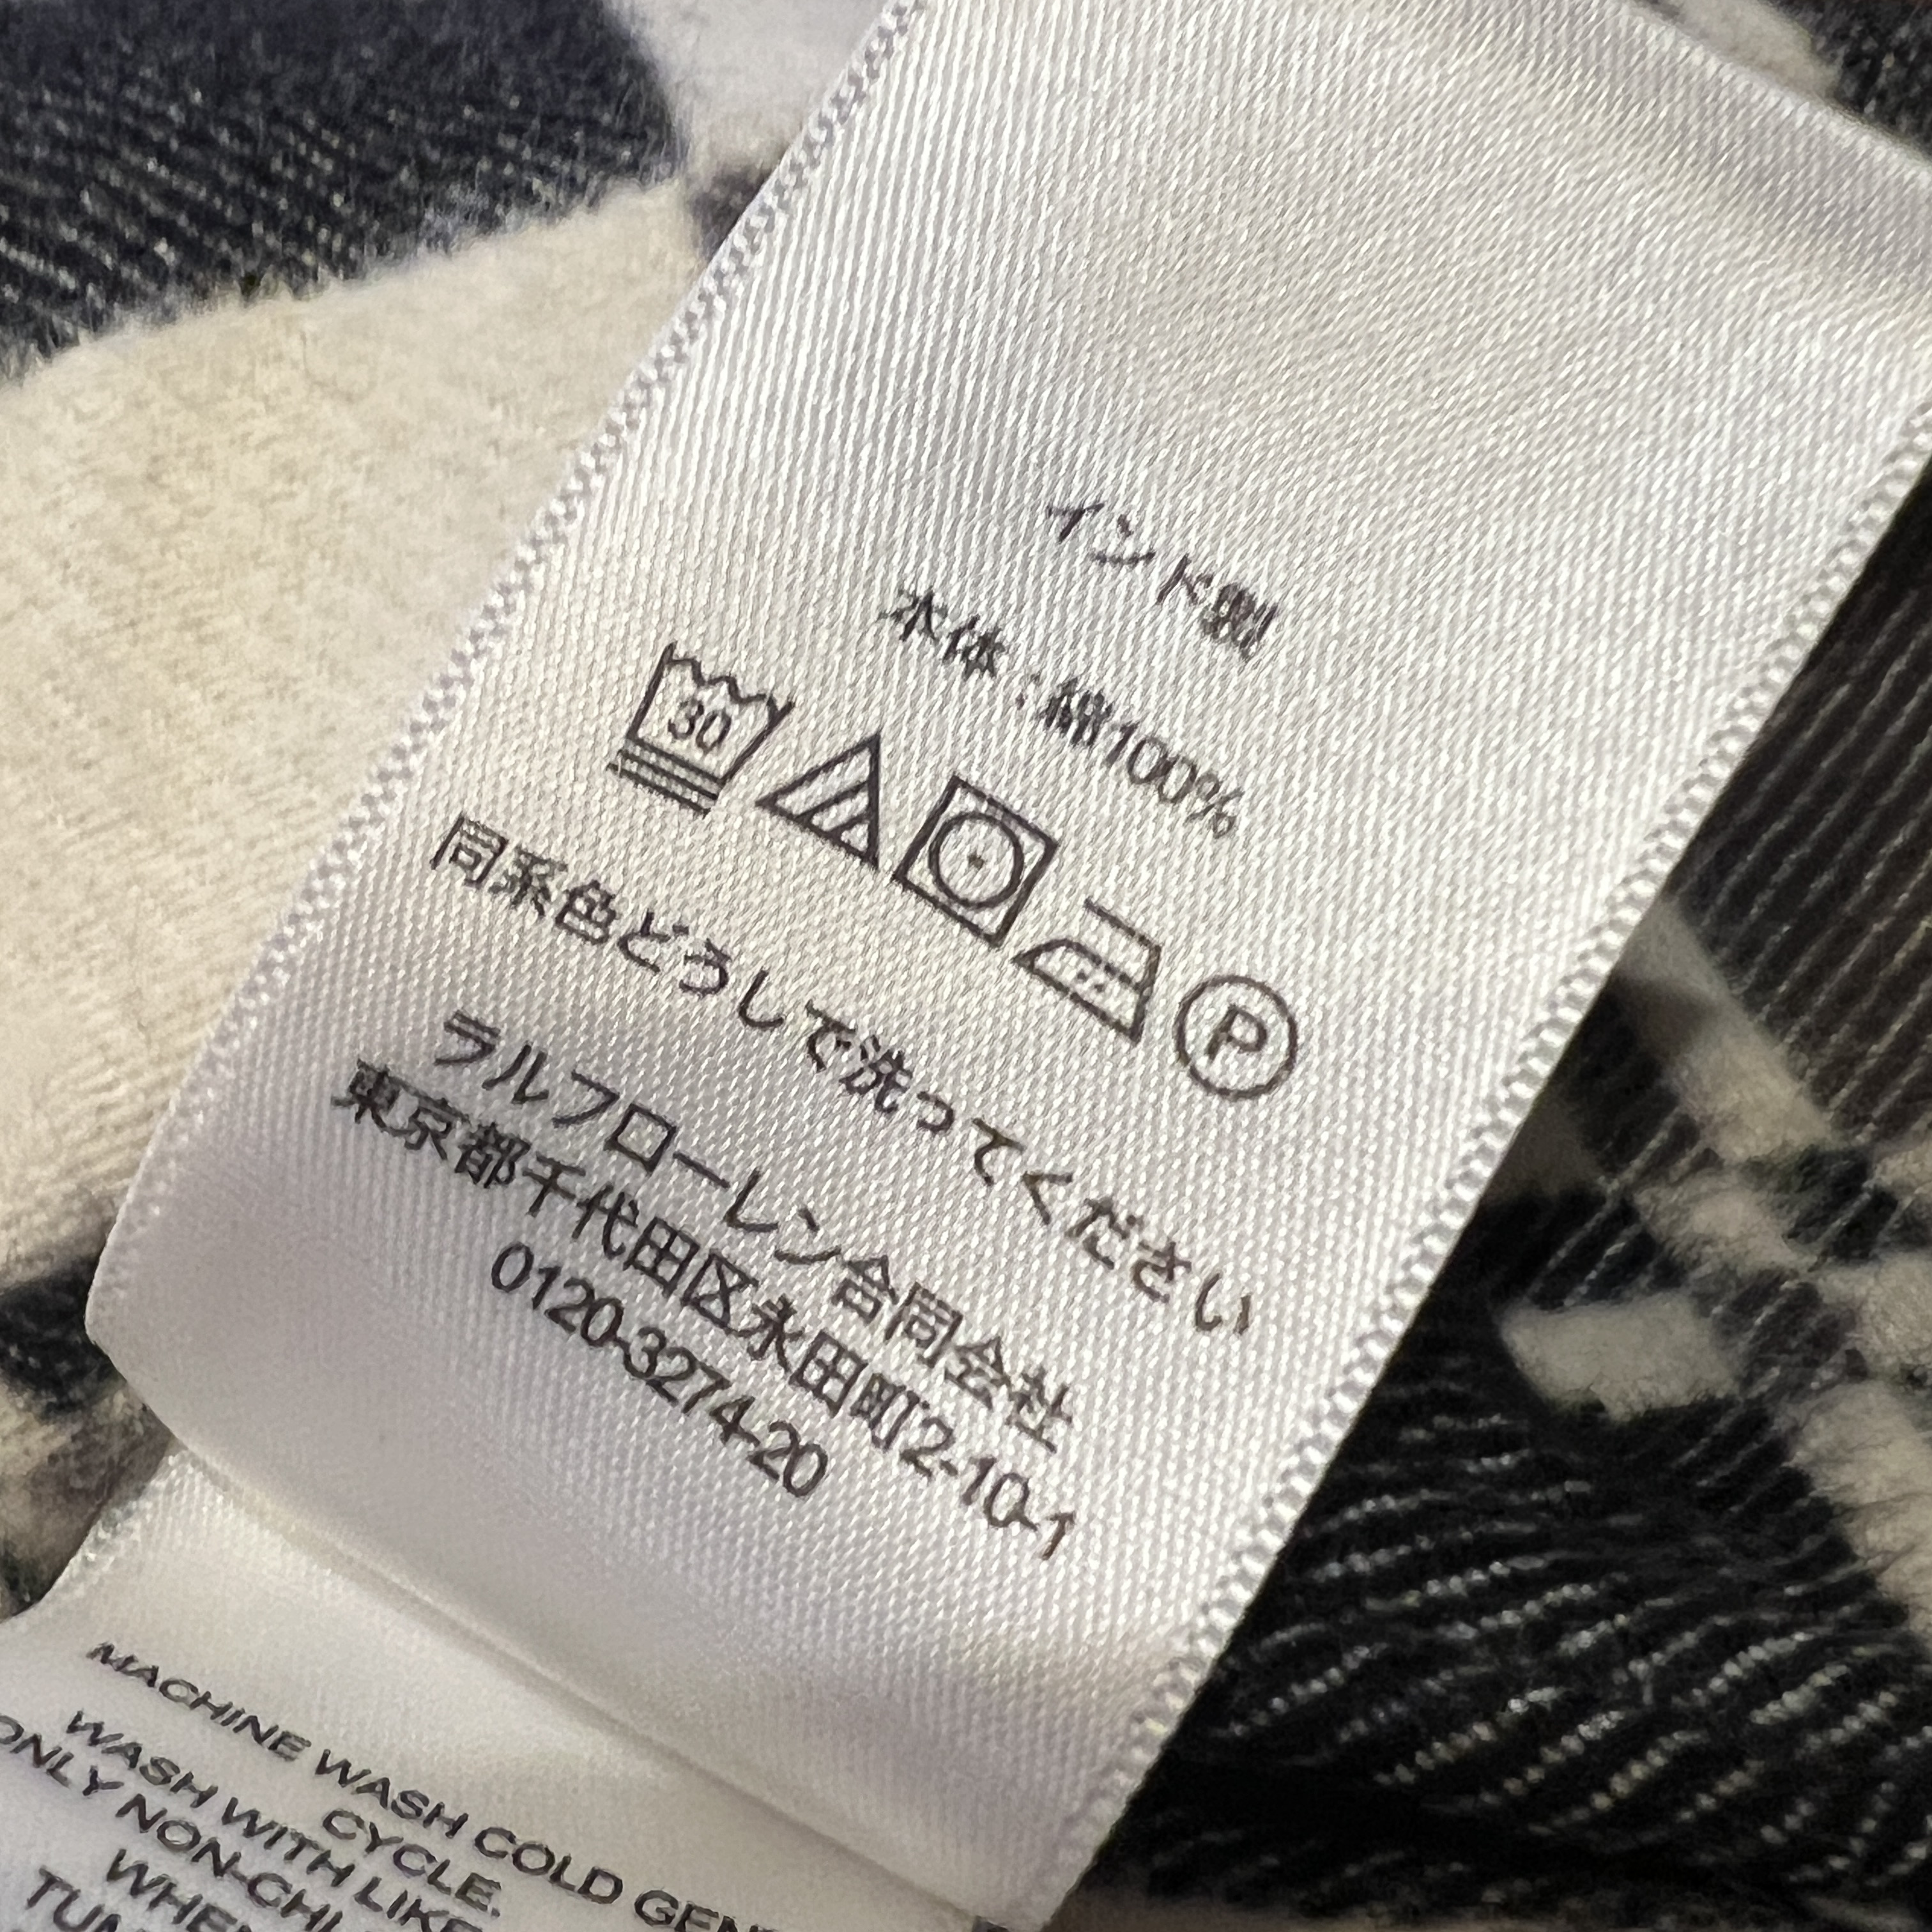 インド製
本体：綿100%
30
P
同系色どうしで洗ってください
ラルフローレン合同会社
東京都千代田区永田町2-10-1
0120-3274-20
MACHINE WASH COLD
CYCLE.
WASH WITH LIKE
ONLY NON-CHL